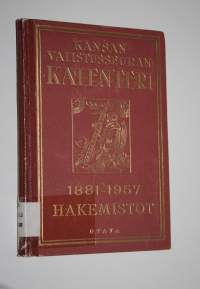 KANSAN
VALISTUSSEURAN
KALENTERI
1881-1957
HAKEMISTOT
OTAVA